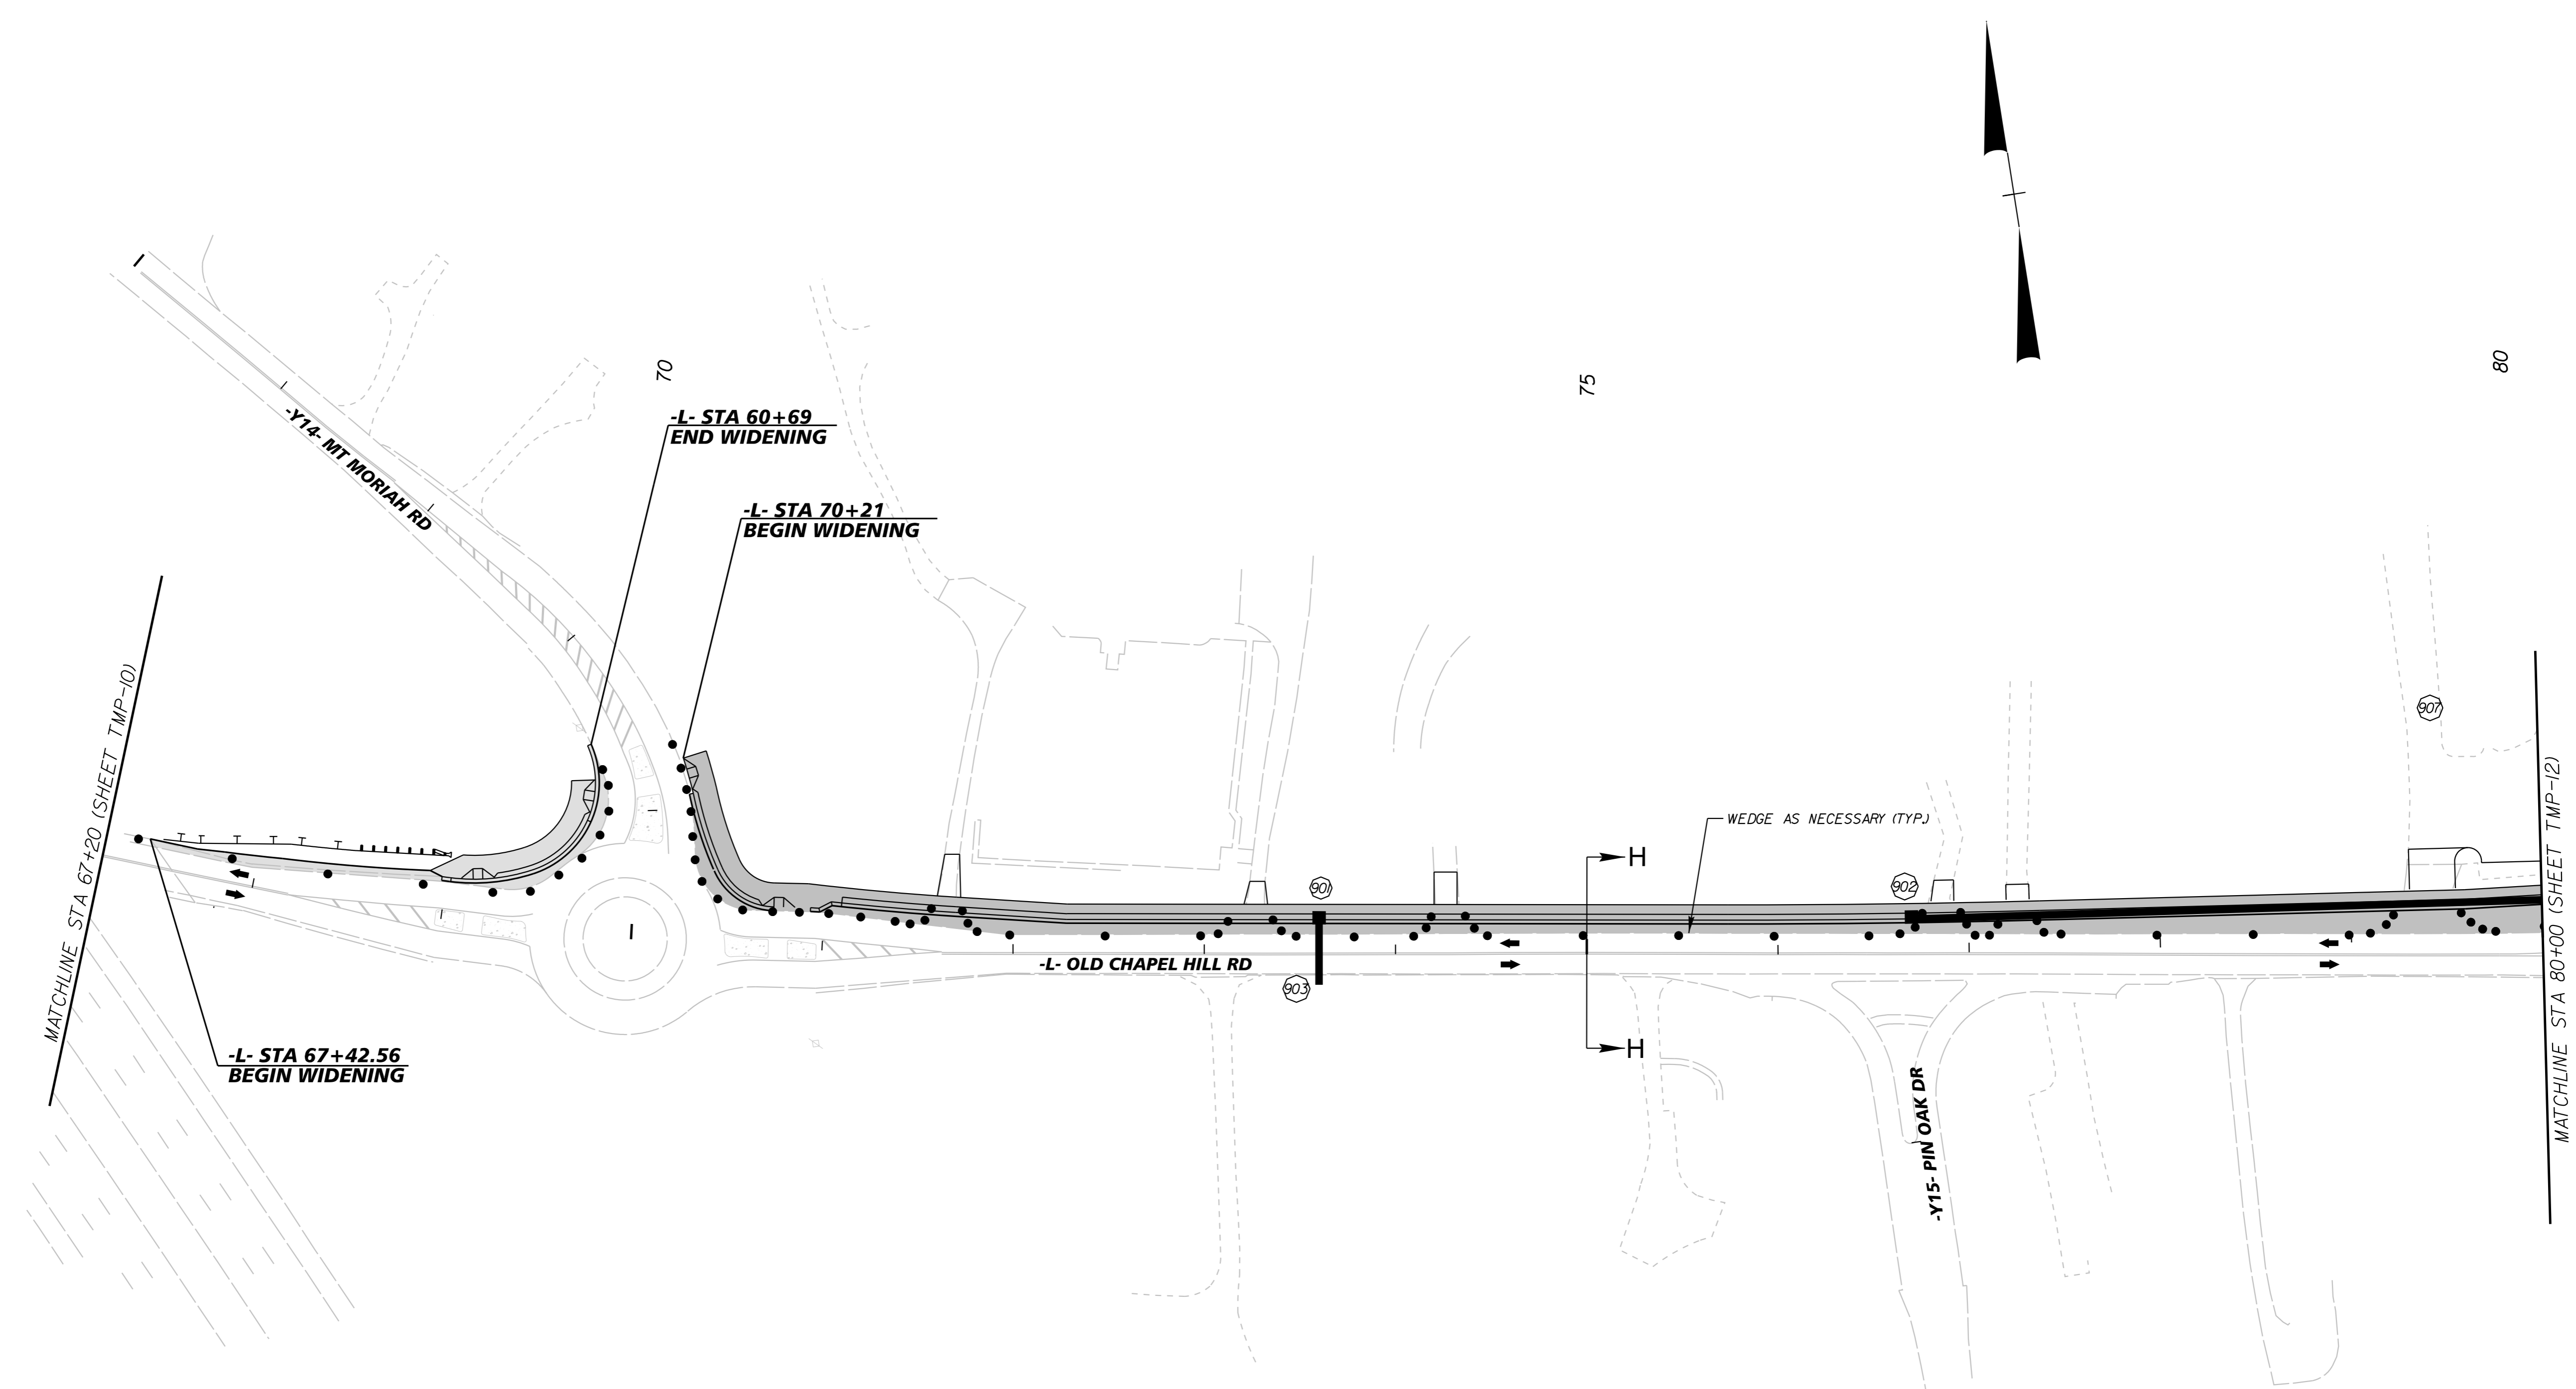 70
75
80
-L- STA 60+69
END WIDENING
-Y14- MT MORIAH RD
-L- STA 70+21
BEGIN WIDENING
MATCHLINE STA 67+20 (SHEET TMP-10)
907
WEDGE AS NECESSARY (TYP.)
H
901
902
-L- OLD CHAPEL HILL RD
903
H
-L- STA 67+42.56
BEGIN WIDENING
-Y15- PIN OAK DR
MATCHLINE STA 80+00 (SHEET TMP-12)